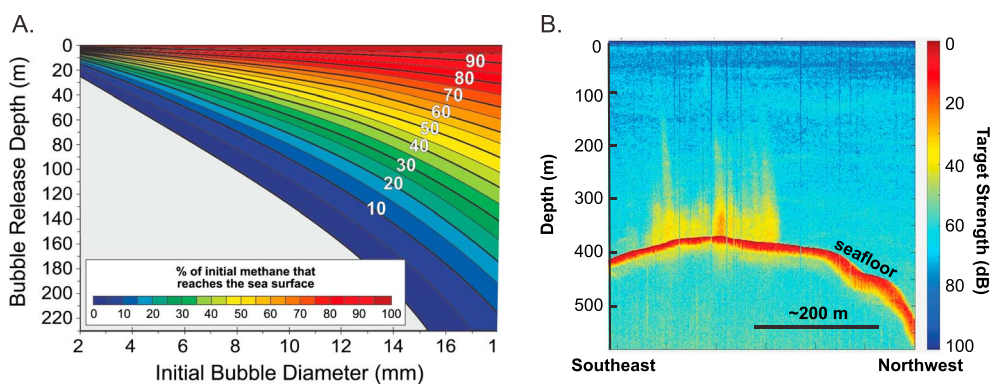 A.
Bubble Release Depth (m)
0
20
40
60
80
100
120
140
160
180
200
220
90
80
70
60
50
40
30
20
10
% of initial methane that
reaches the sea surface
0 10 20 30 40 50 60 70 80 90 100
2 4 6 8 10 12 14 16 1
Initial Bubble Diameter (mm)
B.
Depth (m)
0
100
200
300
400
500
seafloor
~200 m
Southeast
Northwest
0
20
40
60
80
100
Target Strength (dB)